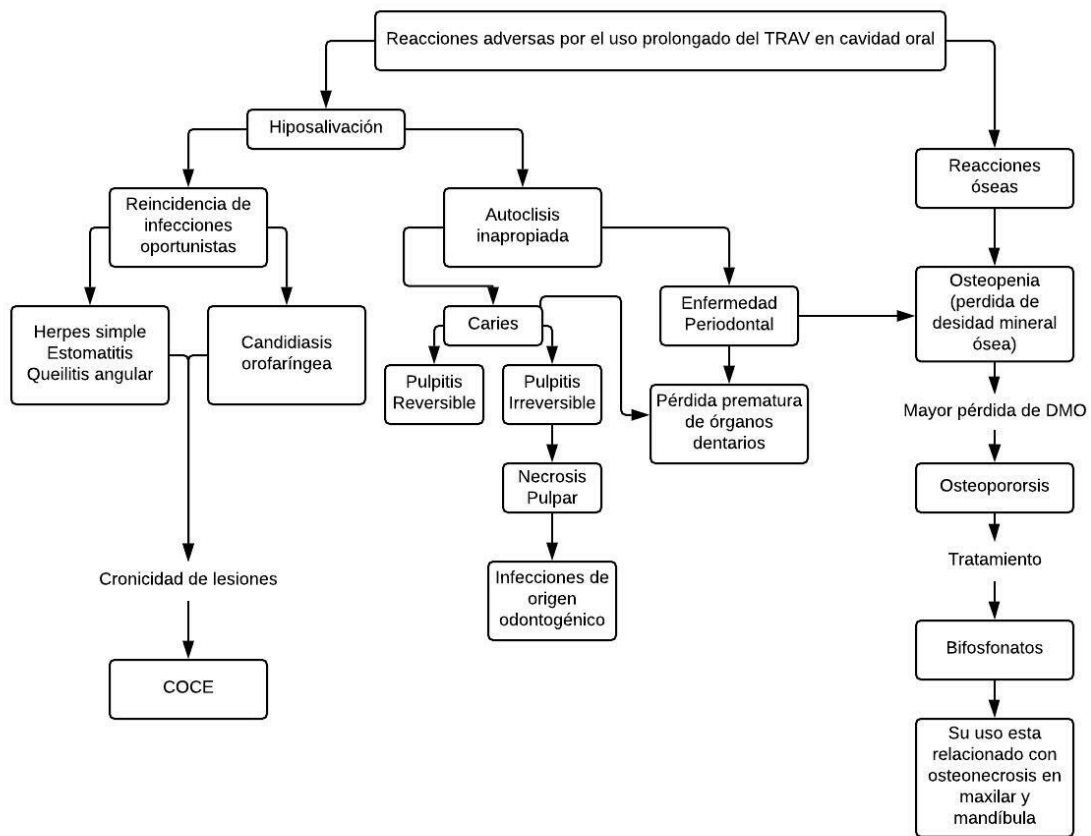 Reacciones adversas por el uso prolongado del TRAV en cavidad oral
Hiposalivación
Reacciones
óseas
Reincidencia de
infecciones
oportunistas
Autoclisis
inapropiada
Osteopenia
(perdida de
desidad mineral
ósea)
Enfermedad
Periodontal
Herpes simple
Estomatitis
Queilitis angular
Candidiasis
orofaríngea
Caries
Pulpitis
Reversible
Pulpitis
Irreversible
Pérdida prematura
de órganos
dentarios
Mayor pérdida de DMO
Necrosis
Pulpar
Osteopororsis
Cronicidad de lesiones
Infecciones de
origen
odontogénico
Tratamiento
Bifosfonatos
COCE
Su uso esta
relacionado con
osteonecrosis en
maxilar y
mandíbula